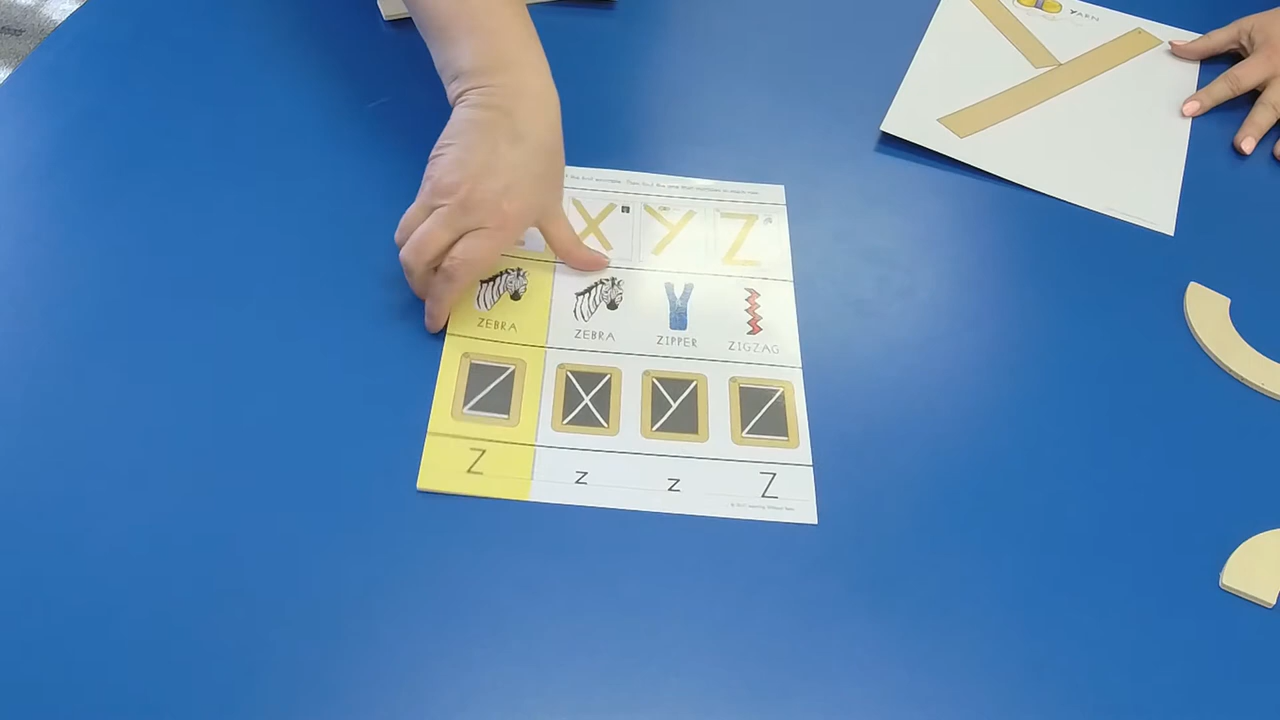 YARN
X Y Z
ZEBRA ZEBRA ZIPPER ZIGZAG
Z X Y Z
Z z z Z